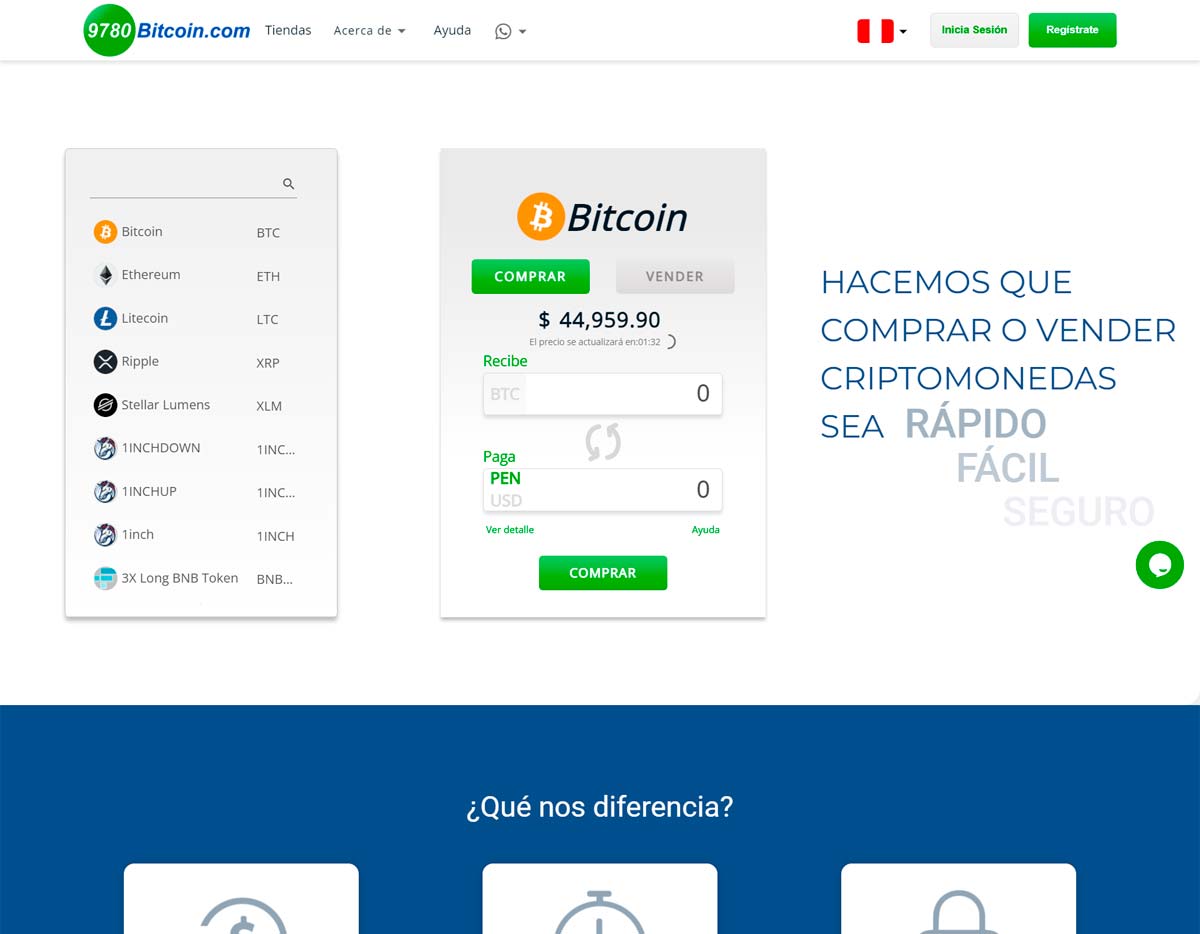 9780Bitcoin.com
Tiendas
Acerca de
Ayuda
Inicia Sesión
Regístrate
Bitcoin BTC
Ethereum ETH
Litecoin LTC
Ripple XRP
Stellar Lumens XLM
1INCHDOWN 1INC...
1INCHUP 1INC...
1inch 1INCH
3X Long BNB Token BNB...
Bitcoin
COMPRAR
VENDER
$ 44,959.90
El precio se actualizará en:01:32
Recibe
BTC 0
Paga
PEN
USD
0
Ver detalle
Ayuda
COMPRAR
HACEMOS QUE
COMPRAR O VENDER
CRIPTOMONEDAS
SEA RÁPIDO
FÁCIL
SEGURO
¿Qué nos diferencia?